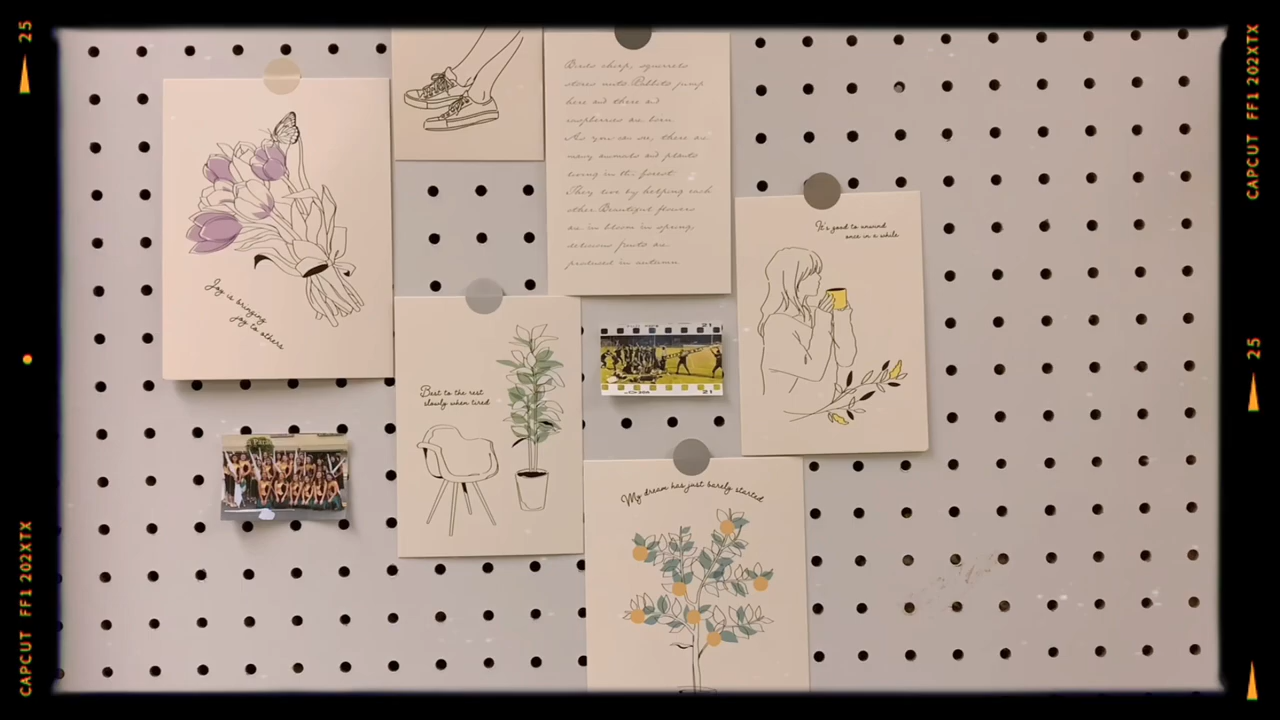 25
CAPCUT FF1 202XTX
Joy is bringing
joy to others
Birds chirp, squirrels
stores nuts Rabbits jump
here and there and
raspberries are born.
As you can see, there are
many animals and plants
living in the forest.
They live by helping each
other Beautiful flowers
are in bloom in spring,
delicious fruits are
produced in autumn.
It's good to unwind
once in a while
Best to the rest
slowly when tired
21
21
My dream has just barely started
CAPCUT FF1 202XTX
25